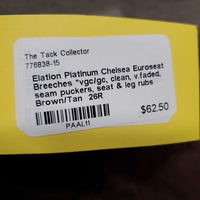 The Tack Collector
776838-15
Elation Platinum Chelsea Euroseat
Breeches *vgc/gc, clean, v.faded,
seam puckers, seat & leg rubs
Brown/Tan 26R
$62.50
PAAL11